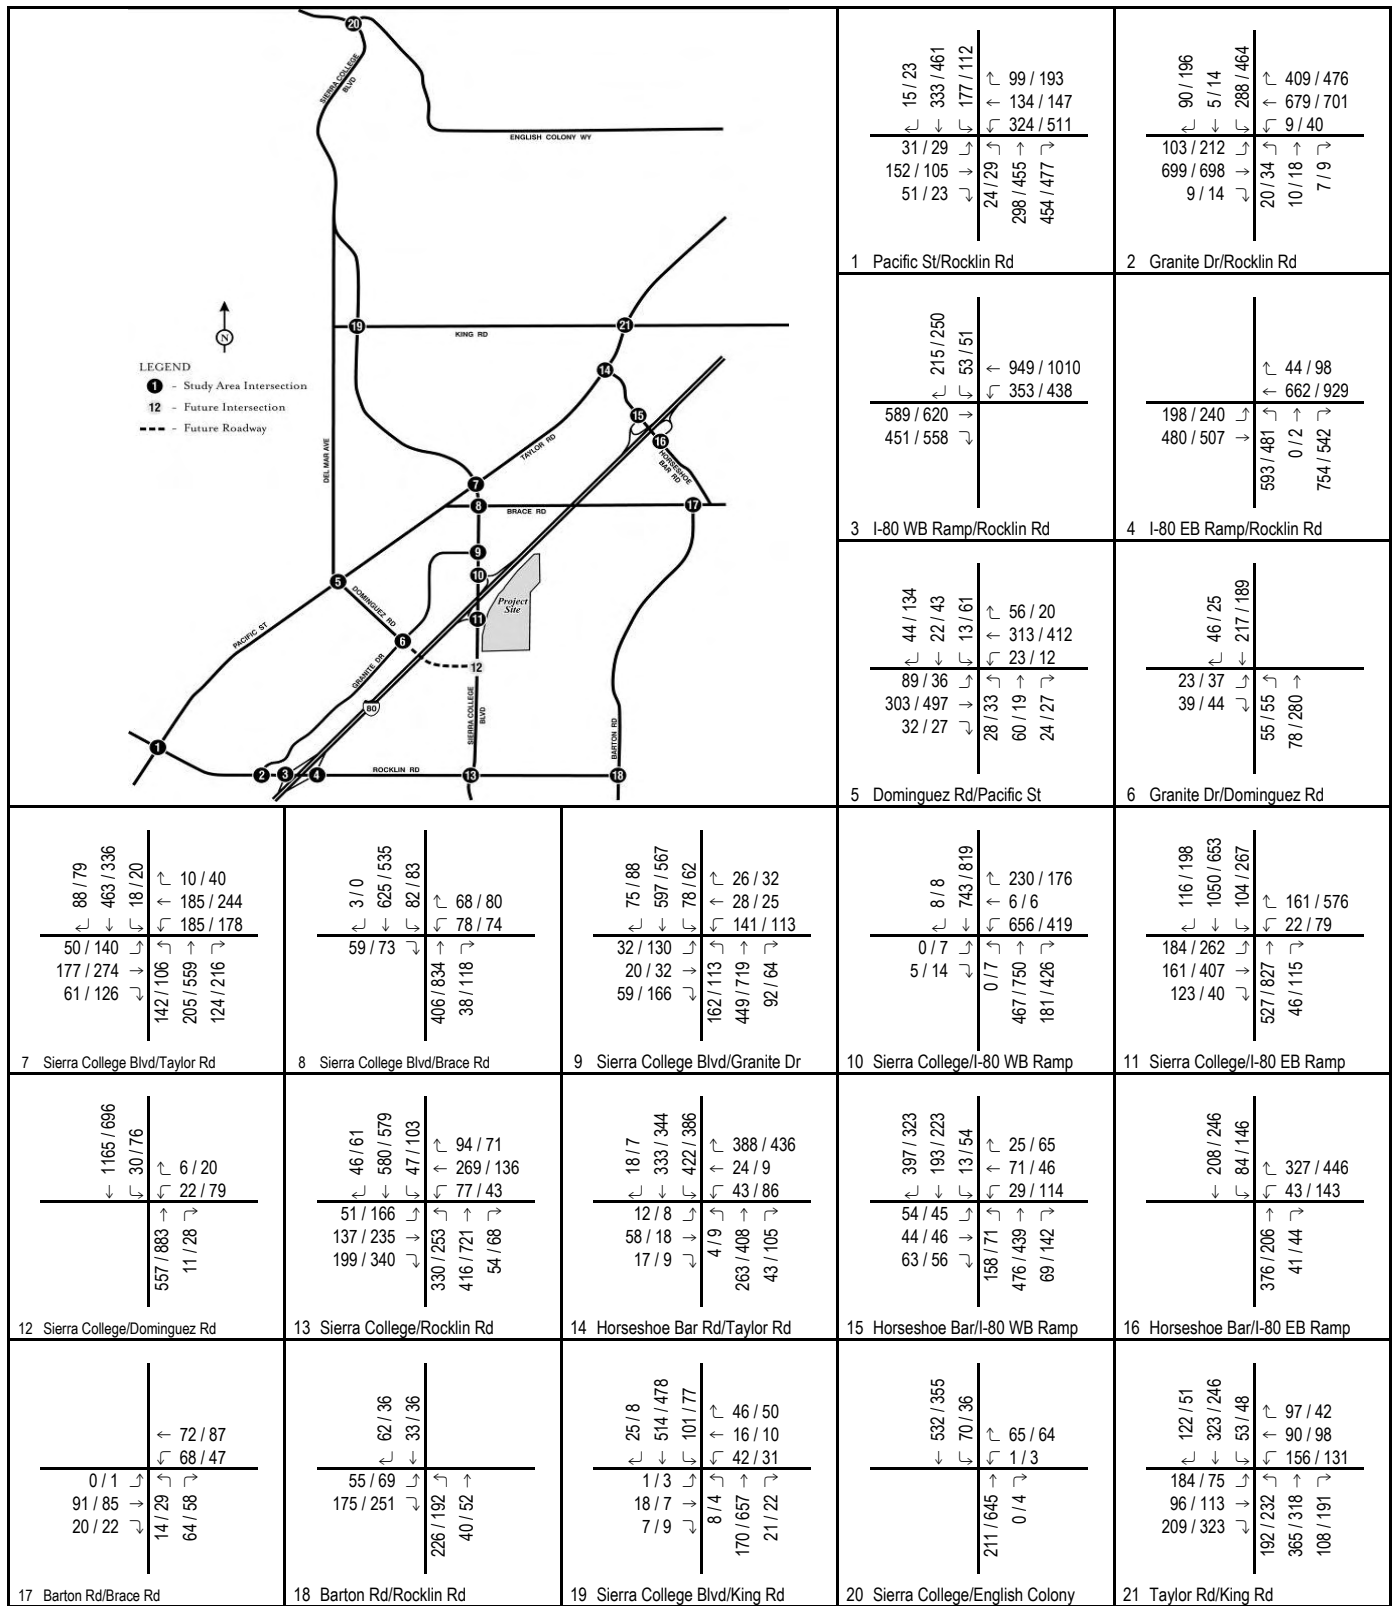 20
SIERRA COLLEGE
BLVD
ENGLISH COLONY WY
N
LEGEND
1 - Study Area Intersection
12 - Future Intersection
- Future Roadway
19
KING RD
21
14
15
16
HORSESHOE
BAR RD
DEL MAR AVE
TAYLOR RD
7
8
BRACE RD
17
9
10
Project
Site
11
5
DOMINGUEZ RD
6
12
PACIFIC ST
GRANITE DR
80
SIERRA COLLEGE
BLVD
BARTON RD
1
2
3
4
ROCKLIN RD
13
18
15 / 23
333 / 461
177 / 112
99 / 193
134 / 147
324 / 511
31 / 29
152 / 105
51 / 23
24 / 29
298 / 455
454 / 477
1 Pacific St/Rocklin Rd
90 / 196
5 / 14
288 / 464
409 / 476
679 / 701
9 / 40
103 / 212
699 / 698
9 / 14
20 / 34
10 / 18
7 / 9
2 Granite Dr/Rocklin Rd
215 / 250
53 / 51
949 / 1010
353 / 438
589 / 620
451 / 558
3 I-80 WB Ramp/Rocklin Rd
44 / 98
662 / 929
198 / 240
480 / 507
593 / 481
0 / 2
754 / 542
4 I-80 EB Ramp/Rocklin Rd
44 / 134
22 / 43
13 / 61
56 / 20
313 / 412
23 / 12
89 / 36
303 / 497
32 / 27
28 / 33
60 / 19
24 / 27
5 Dominguez Rd/Pacific St
46 / 25
217 / 189
23 / 37
39 / 44
55 / 55
78 / 280
6 Granite Dr/Dominguez Rd
88 / 79
463 / 336
18 / 20
10 / 40
185 / 244
185 / 178
50 / 140
177 / 274
61 / 126
142 / 106
205 / 559
124 / 216
7 Sierra College Blvd/Taylor Rd
3 / 0
625 / 535
82 / 83
68 / 80
78 / 74
59 / 73
406 / 834
38 / 118
8 Sierra College Blvd/Brace Rd
75 / 88
597 / 567
78 / 62
26 / 32
28 / 25
141 / 113
32 / 130
20 / 32
59 / 166
162 / 113
449 / 719
92 / 64
9 Sierra College Blvd/Granite Dr
8 / 8
743 / 819
230 / 176
6 / 6
656 / 419
0 / 7
5 / 14
0 / 7
467 / 750
181 / 426
10 Sierra College/I-80 WB Ramp
116 / 198
1050 / 653
104 / 267
161 / 576
22 / 79
184 / 262
161 / 407
123 / 40
527 / 827
46 / 115
11 Sierra College/I-80 EB Ramp
1165 / 696
30 / 76
6 / 20
22 / 79
557 / 883
11 / 28
12 Sierra College/Dominguez Rd
46 / 61
580 / 579
47 / 103
94 / 71
269 / 136
77 / 43
51 / 166
137 / 235
199 / 340
330 / 253
416 / 721
54 / 68
13 Sierra College/Rocklin Rd
18 / 7
333 / 344
422 / 386
388 / 436
24 / 9
43 / 86
12 / 8
58 / 18
17 / 9
4 / 9
263 / 408
43 / 105
14 Horseshoe Bar Rd/Taylor Rd
397 / 323
193 / 223
13 / 54
25 / 65
71 / 46
29 / 114
54 / 45
44 / 46
63 / 56
158 / 71
476 / 439
69 / 142
15 Horseshoe Bar/I-80 WB Ramp
208 / 246
84 / 146
327 / 446
43 / 143
376 / 206
41 / 44
16 Horseshoe Bar/I-80 EB Ramp
72 / 87
68 / 47
0 / 1
91 / 85
20 / 22
14 / 29
64 / 58
17 Barton Rd/Brace Rd
62 / 36
33 / 36
55 / 69
175 / 251
226 / 192
40 / 52
18 Barton Rd/Rocklin Rd
25 / 8
514 / 478
101 / 77
46 / 50
16 / 10
42 / 31
1 / 3
18 / 7
7 / 9
8 / 4
170 / 657
21 / 22
19 Sierra College Blvd/King Rd
532 / 355
70 / 36
65 / 64
1 / 3
211 / 645
0 / 4
20 Sierra College/English Colony
122 / 51
323 / 246
53 / 48
97 / 42
90 / 98
156 / 131
184 / 75
96 / 113
209 / 323
192 / 232
365 / 318
108 / 191
21 Taylor Rd/King Rd